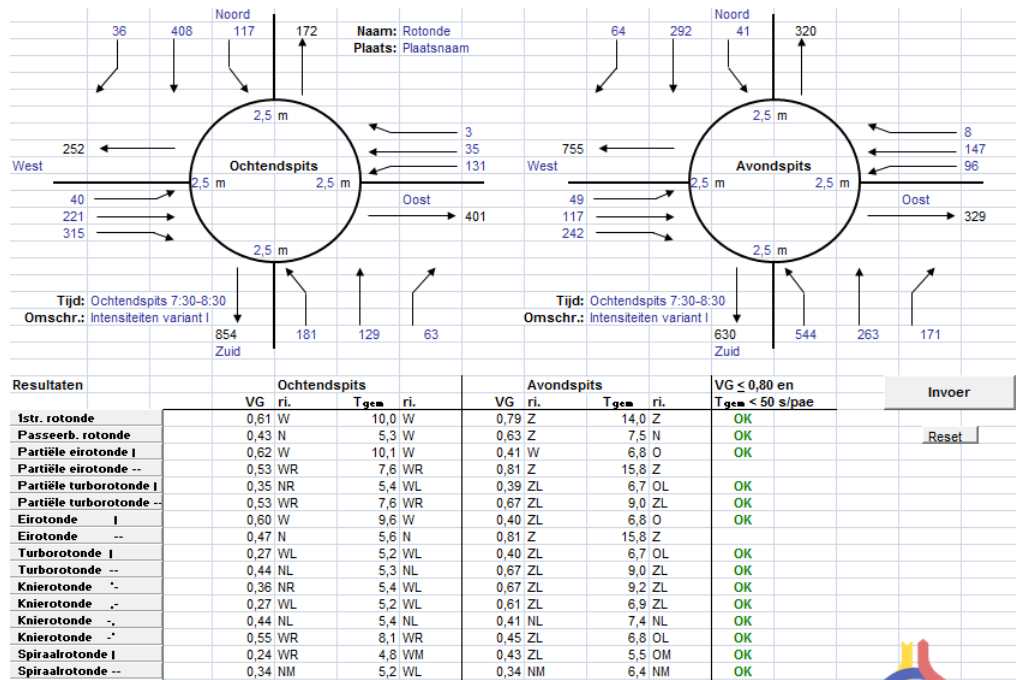 Noord Noord
36 408 117 172 Naam: Rotonde 64 292 41 320
Plaats: Plaatsnaam
2,5 m 2,5 m
3 8
252 35 755 147
West Ochtendspits 131 West Avondspits 96
2,5 m 2,5 m 2,5 m 2,5 m
40 Oost 49 Oost
221 401 117 329
315 242
2,5 m 2,5 m
Tijd: Ochtendspits 7:30-8:30 Tijd: Ochtendspits 7:30-8:30
Omschr.: Intensiteiten variant I Omschr.: Intensiteiten variant I
854 181 129 63 630 544 263 171
Zuid Zuid
Resultaten Ochtendspits Avondspits VG ≤ 0,80 en Invoer
VG ri. Tgem ri. VG ri. Tgem ri. Tgem < 50 s/pae
1str. rotonde 0,61 W 10,0 W 0,79 Z 14,0 Z OK
Passeerb. rotonde 0,43 N 5,3 W 0,63 Z 7,5 N OK Reset
Partiële eirotonde | 0,62 W 10,1 W 0,41 W 6,8 O OK
Partiële eirotonde -- 0,53 WR 7,6 WR 0,81 Z 15,8 Z
Partiële turborotonde | 0,35 NR 5,4 WL 0,39 ZL 6,7 OL OK
Partiële turborotonde -- 0,53 WR 7,6 WR 0,67 ZL 9,0 ZL OK
Eirotonde | 0,60 W 9,6 W 0,40 ZL 6,8 O OK
Eirotonde -- 0,47 N 5,6 N 0,81 Z 15,8 Z
Turborotonde | 0,27 WL 5,2 WL 0,40 ZL 6,7 OL OK
Turborotonde -- 0,44 NL 5,3 NL 0,67 ZL 9,0 ZL OK
Knierotonde '- 0,36 NR 5,4 WL 0,67 ZL 9,2 ZL OK
Knierotonde ,- 0,27 WL 5,2 WL 0,61 ZL 6,9 ZL OK
Knierotonde -, 0,44 NL 5,4 NL 0,41 NL 7,4 NL OK
Knierotonde -' 0,55 WR 8,1 WR 0,45 ZL 6,8 OL OK
Spiraalrotonde | 0,24 WR 4,8 WM 0,43 ZL 5,5 OM OK
Spiraalrotonde -- 0,34 NM 5,2 WL 0,34 NM 6,4 NM OK